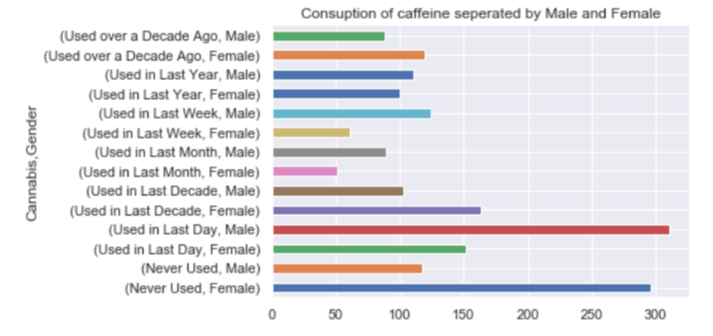 Consuption of caffeine seperated by Male and Female
(Used over a Decade Ago, Male)
(Used over a Decade Ago, Female)
(Used in Last Year, Male)
(Used in Last Year, Female)
(Used in Last Week, Male)
(Used in Last Week, Female)
(Used in Last Month, Male)
(Used in Last Month, Female)
(Used in Last Decade, Male)
(Used in Last Decade, Female)
(Used in Last Day, Male)
(Used in Last Day, Female)
(Never Used, Male)
(Never Used, Female)
Cannabis,Gender
0 50 100 150 200 250 300